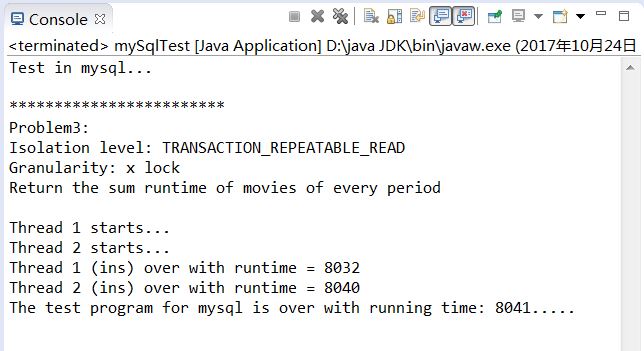 Console
<terminated> mySqlTest [Java Application] D:\java JDK\bin\javaw.exe (2017年10月24日
Test in mysql...
************************
Problem3:
Isolation level: TRANSACTION_REPEATABLE_READ
Granularity: x lock
Return the sum runtime of movies of every period
Thread 1 starts...
Thread 2 starts...
Thread 1 (ins) over with runtime = 8032
Thread 2 (ins) over with runtime = 8040
The test program for mysql is over with running time: 8041.....